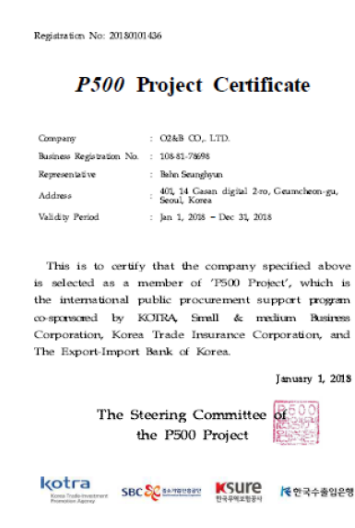 Registration No: 20180101436
P500 Project Certificate
Company : O2&B CO,. LTD.
Business Registration No. : 108-81-78698
Representative : Bahn Seunghyun
Address : 401, 14 Gasan digital 2-ro, Geumcheon-gu,
Seoul, Korea
Validity Period : Jan 1, 2018 – Dec 31, 2018
This is to certify that the company specified above
is selected as a member of 'P500 Project', which is
the international public procurement support program
co-sponsored by KOTRA, Small & medium Business
Corporation, Korea Trade Insurance Corporation, and
The Export-Import Bank of Korea.
January 1, 2018
The Steering Committee of
the P500 Project
P500
kotra
Korea Trade-Investment
Promotion Agency
SBC 중소기업진흥공단
Ksure
한국무역보험공사
한국수출입은행